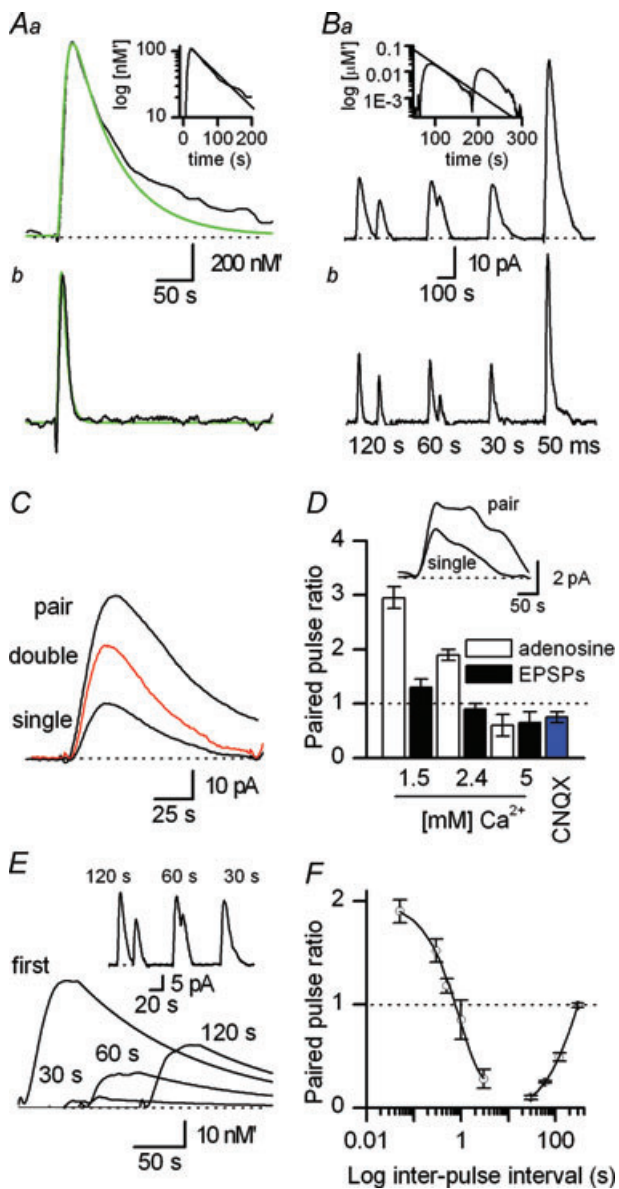 Aa
log [nM']
100
10
0 100 200
time (s)
200 nM'
50 s
b
Ba
log [μM']
0.1
0.01
1E-3
100 200 300
time (s)
10 pA
100 s
b
120 s 60 s 30 s 50 ms
C
pair
double
single
10 pA
25 s
D
Paired pulse ratio
4
3
2
1
0
pair
single
2 pA
50 s
adenosine
EPSPs
1.5 2.4 5
[mM] Ca²⁺
CNQX
E
120 s 60 s 30 s
5 pA
20 s
first
30 s
60 s
120 s
10 nM'
50 s
F
Paired pulse ratio
2
1
0
0.01 1 100
Log inter-pulse interval (s)